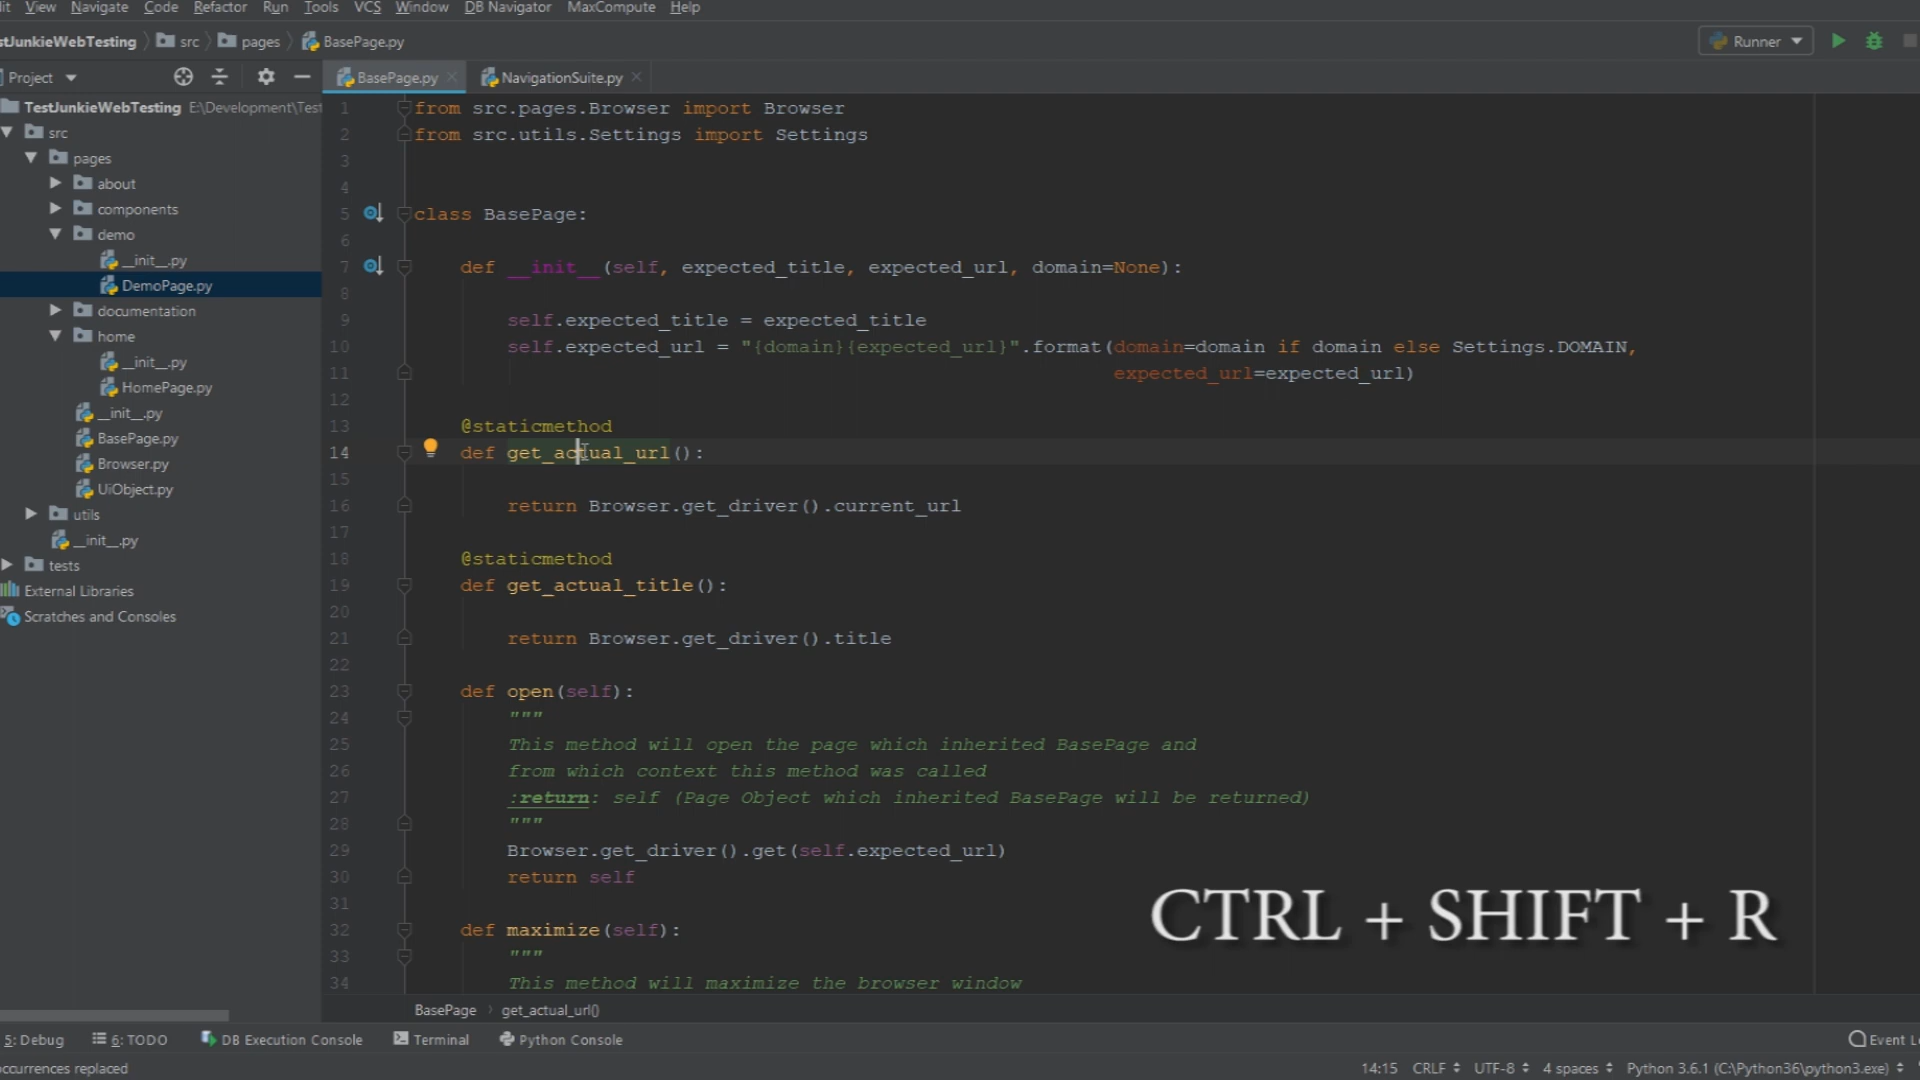 it View Navigate Code Refactor Run Tools VCS Window DB Navigator MaxCompute Help
stJunkieWebTesting src pages BasePage.py Runner
Project BasePage.py NavigationSuite.py
TestJunkieWebTesting E:\Development\Test
src
pages
about
components
demo
__init__.py
DemoPage.py
documentation
home
__init__.py
HomePage.py
__init__.py
BasePage.py
Browser.py
UiObject.py
utils
__init__.py
tests
External Libraries
Scratches and Consoles
1 from src.pages.Browser import Browser
2 from src.utils.Settings import Settings
3
4
5 class BasePage:
6
7 def __init__(self, expected_title, expected_url, domain=None):
8
9 self.expected_title = expected_title
10 self.expected_url = "{domain}{expected_url}".format(domain=domain if domain else Settings.DOMAIN,
11 expected_url=expected_url)
12
13 @staticmethod
14 def get_actual_url():
15
16 return Browser.get_driver().current_url
17
18 @staticmethod
19 def get_actual_title():
20
21 return Browser.get_driver().title
22
23 def open(self):
24 """
25 This method will open the page which inherited BasePage and
26 from which context this method was called
27 :return: self (Page Object which inherited BasePage will be returned)
28 """
29 Browser.get_driver().get(self.expected_url)
30 return self
31
32 def maximize(self):
33 """
34 This method will maximize the browser window
CTRL + SHIFT + R
BasePage get_actual_url()
5: Debug 6: TODO DB Execution Console Terminal Python Console Event L
occurrences replaced 14:15 CRLF UTF-8 4 spaces Python 3.6.1 (C:\Python36\python3.exe)